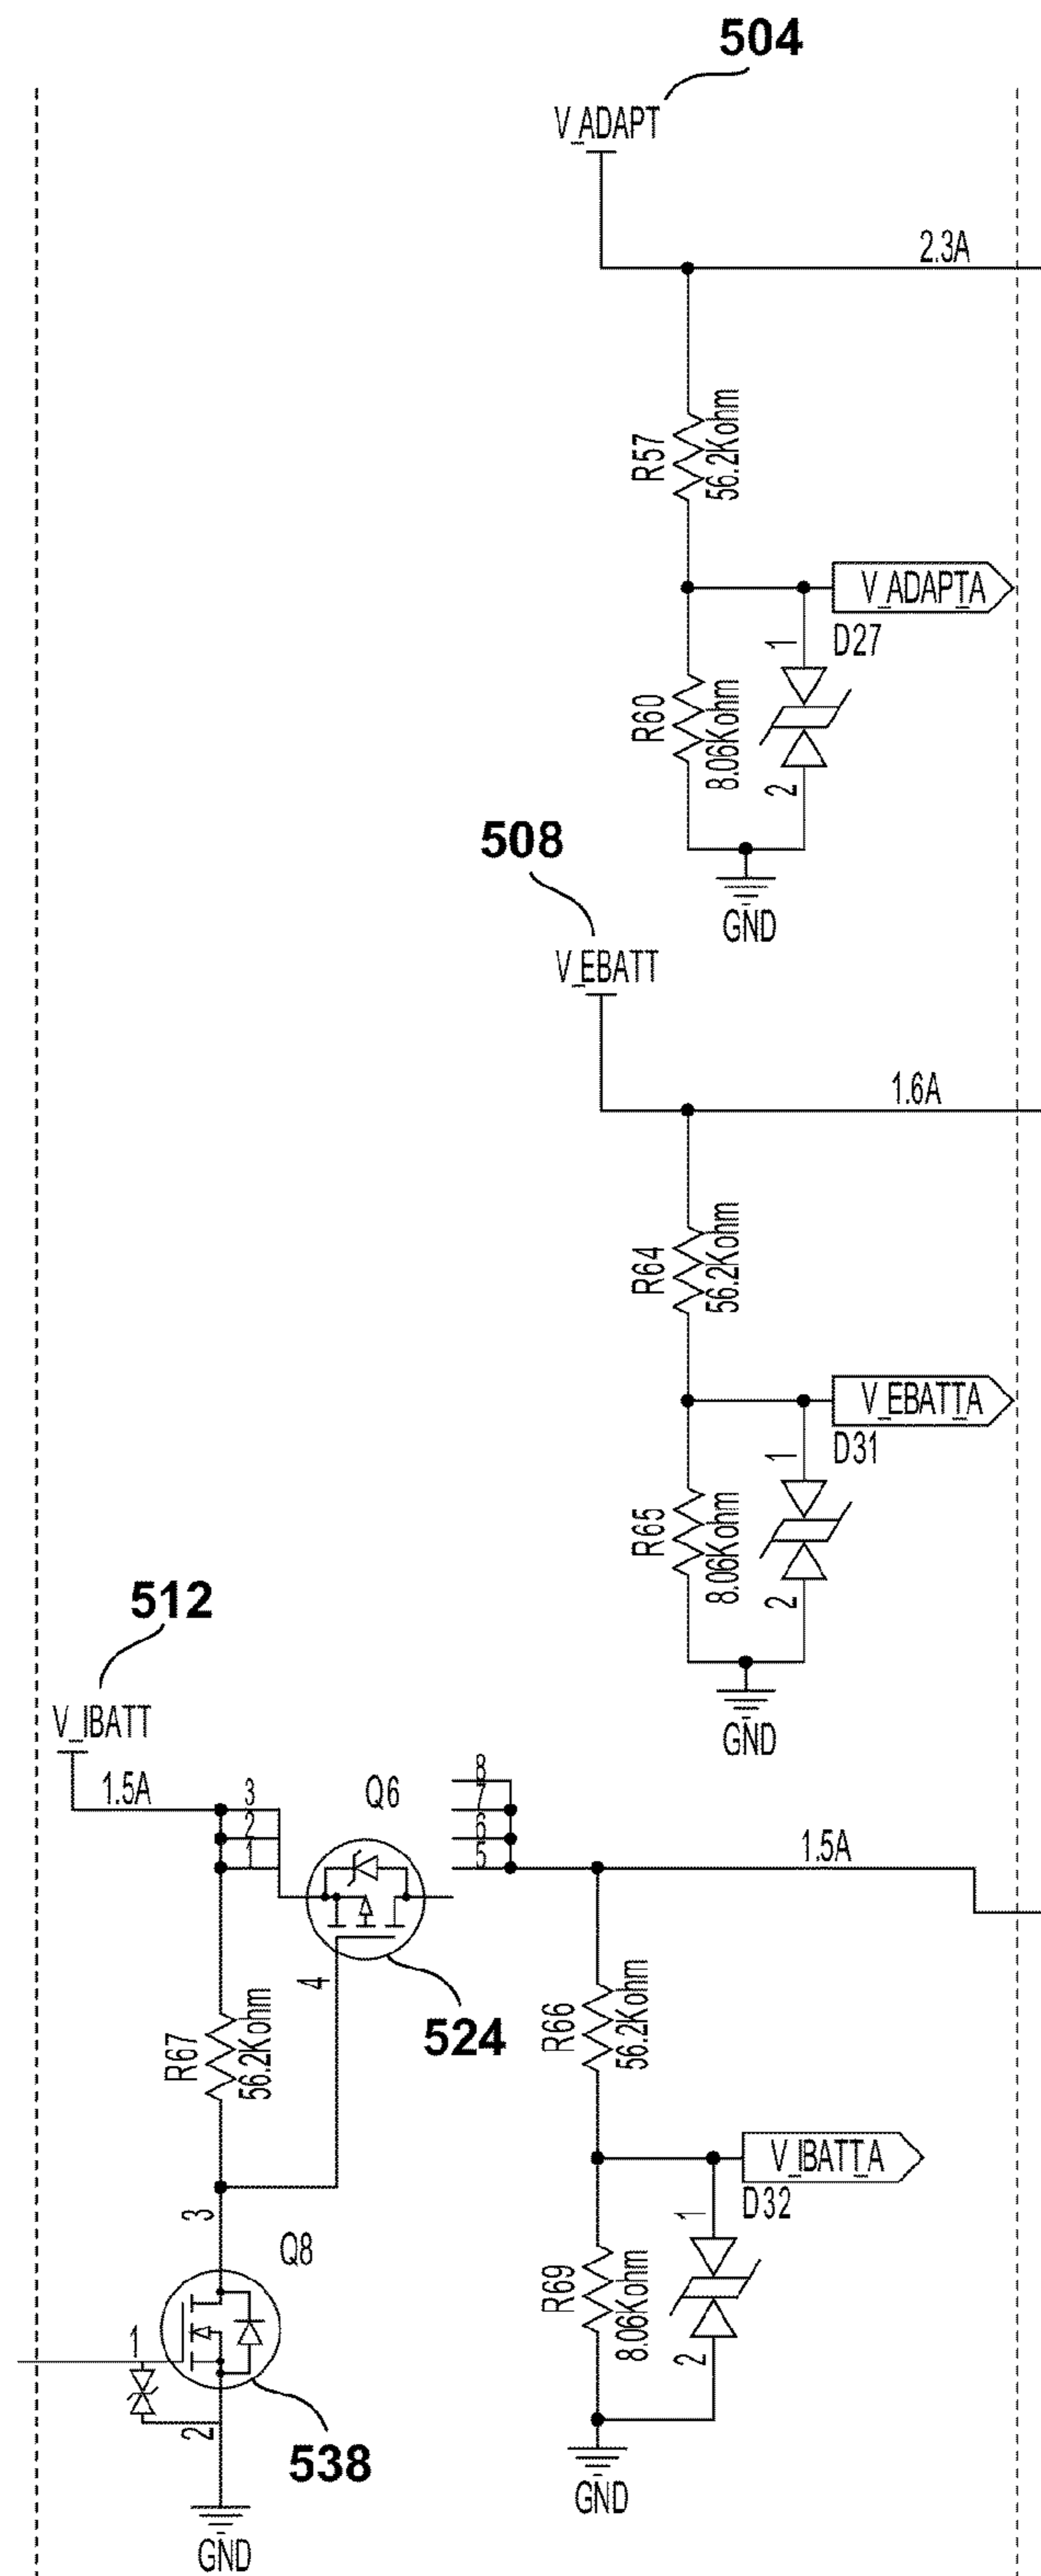 504
V_ADAPT
2.3A
R57
56.2Kohm
V_ADAPT_A
1
D27
R60
8.06Kohm
2
GND
508
V_EBATT
1.6A
R64
56.2Kohm
V_EBATT_A
1
D31
R65
8.06Kohm
2
GND
512
V_IBATT
1.5A
3
2
1
Q6
8
7
6
5
1.5A
4
524
R67
56.2Kohm
R66
56.2Kohm
V_IBATT_A
1
D32
3
Q8
R69
8.06Kohm
2
1
2
538
GND
GND